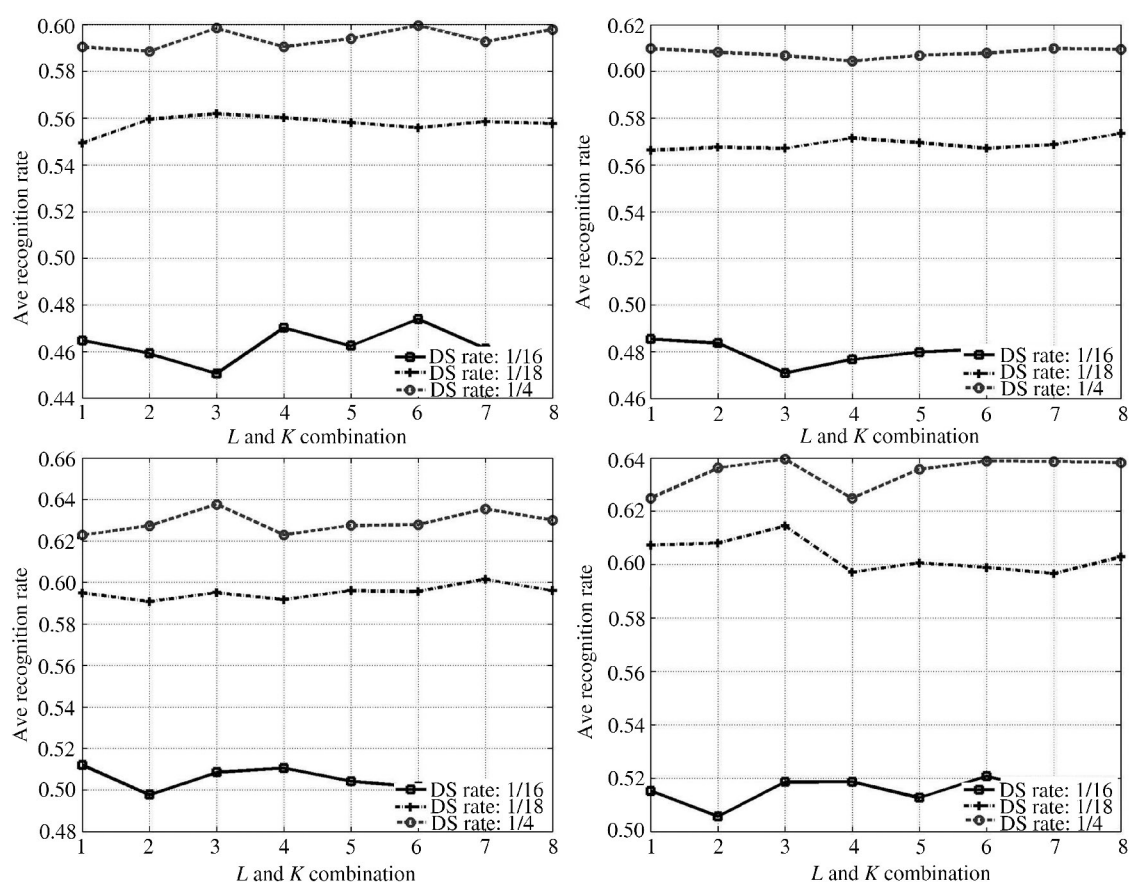 0.60
0.58
0.56
0.54
0.52
0.50
0.48
0.46
0.44
Ave recognition rate
DS rate: 1/16
DS rate: 1/18
DS rate: 1/4
1 2 3 4 5 6 7 8
L and K combination
0.62
0.60
0.58
0.56
0.54
0.52
0.50
0.48
0.46
Ave recognition rate
DS rate: 1/16
DS rate: 1/18
DS rate: 1/4
1 2 3 4 5 6 7 8
L and K combination
0.66
0.64
0.62
0.60
0.58
0.56
0.54
0.52
0.50
0.48
Ave recognition rate
DS rate: 1/16
DS rate: 1/18
DS rate: 1/4
1 2 3 4 5 6 7 8
L and K combination
0.64
0.62
0.60
0.58
0.56
0.54
0.52
0.50
Ave recognition rate
DS rate: 1/16
DS rate: 1/18
DS rate: 1/4
1 2 3 4 5 6 7 8
L and K combination